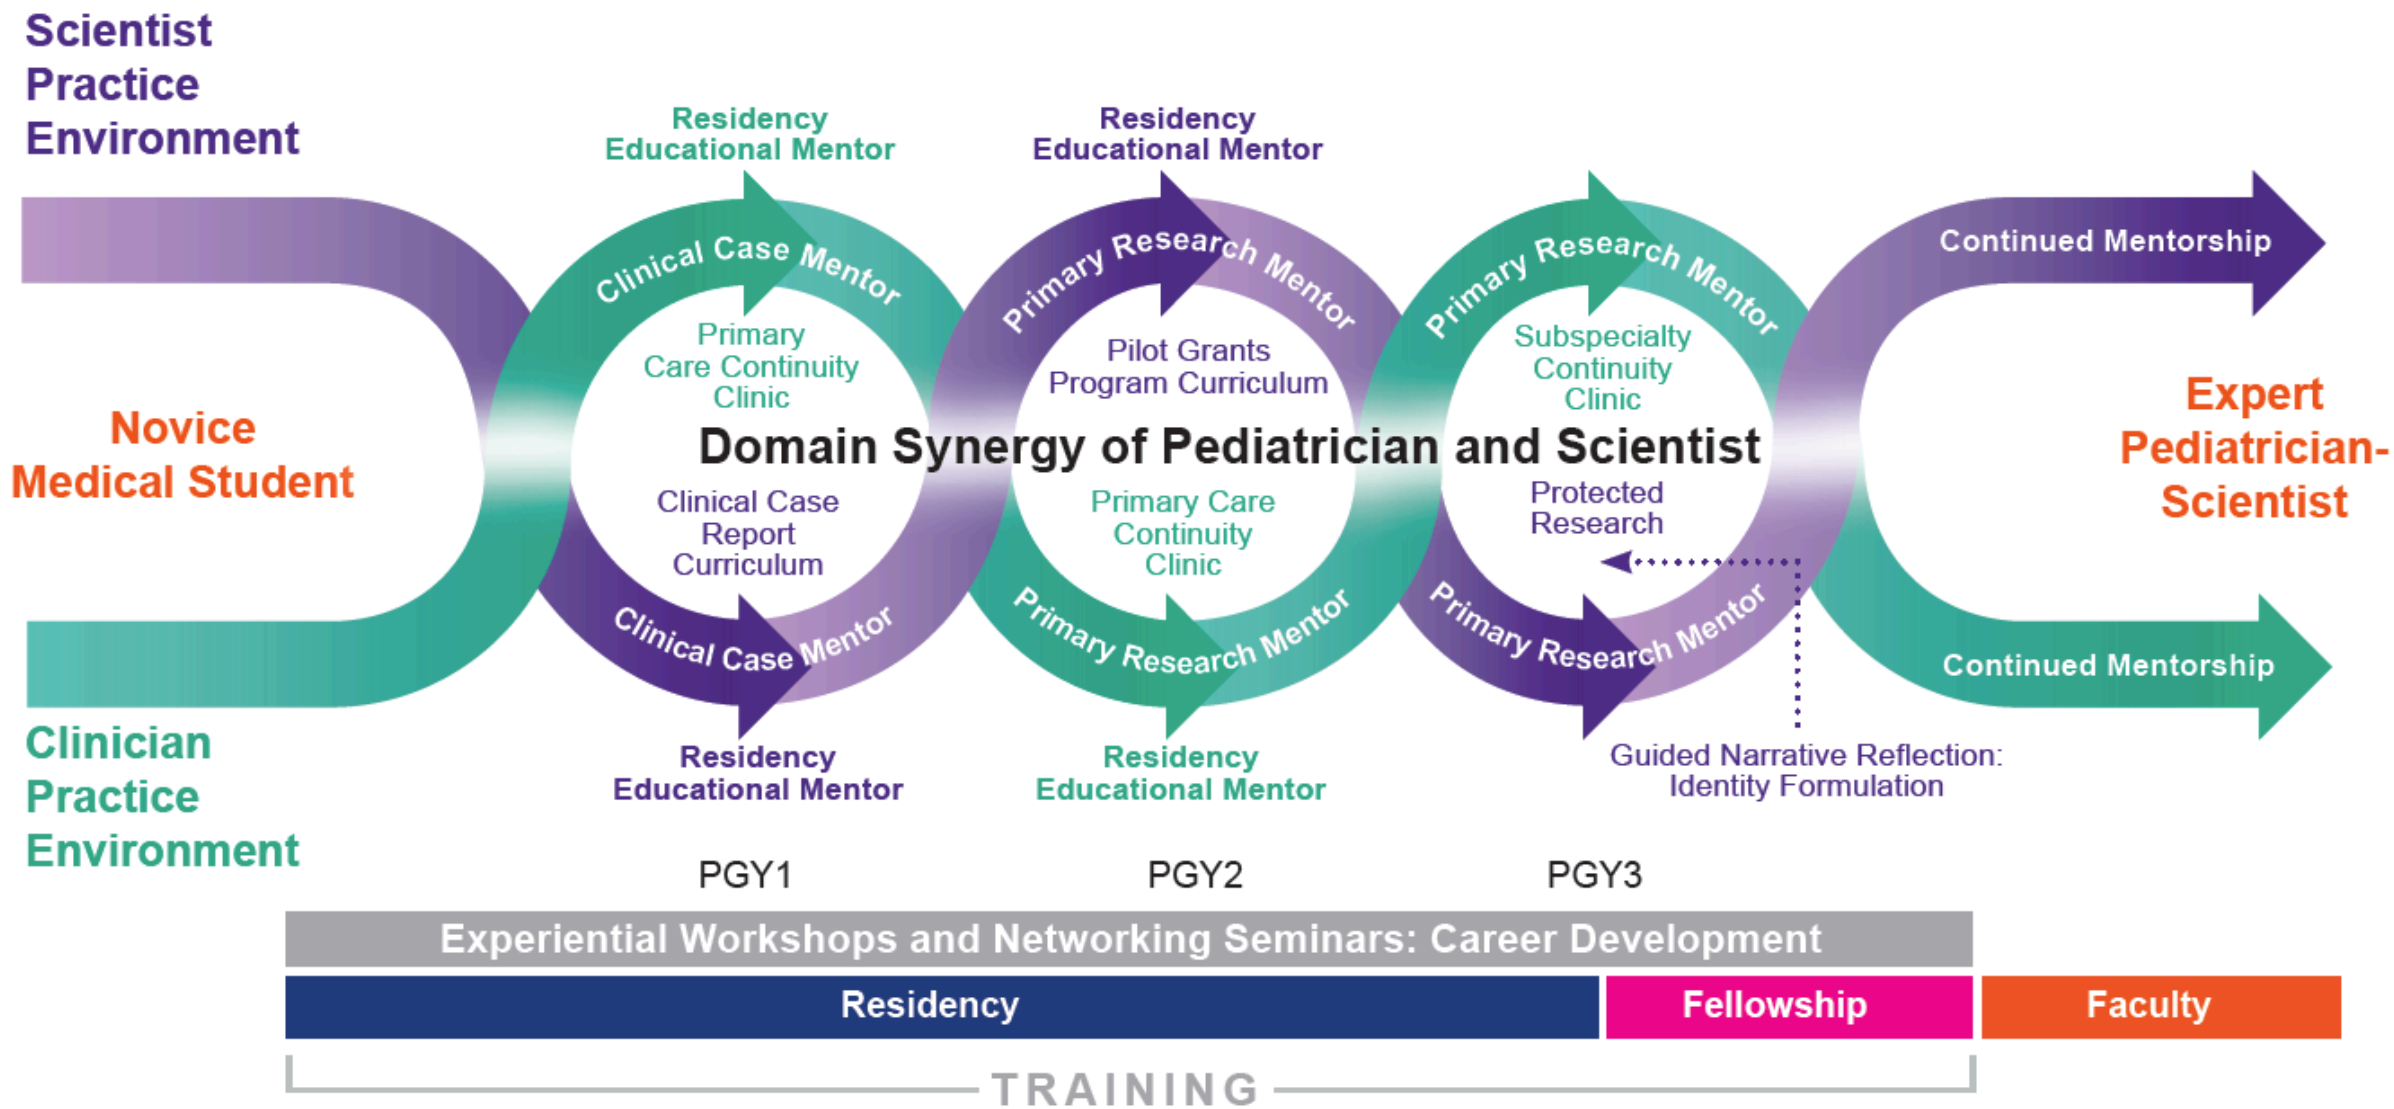 Scientist
Practice
Environment
Residency
Educational Mentor
Residency
Educational Mentor
Clinical Case Mentor
Primary Research Mentor
Primary Research Mentor
Continued Mentorship
Primary
Care Continuity
Clinic
Pilot Grants
Program Curriculum
Subspecialty
Continuity
Clinic
Novice
Medical Student
Domain Synergy of Pediatrician and Scientist
Expert
Pediatrician-
Scientist
Clinical Case
Report
Curriculum
Primary Care
Continuity
Clinic
Protected
Research
Clinical Case Mentor
Primary Research Mentor
Primary Research Mentor
Continued Mentorship
Clinician
Practice
Environment
Residency
Educational Mentor
Residency
Educational Mentor
Guided Narrative Reflection:
Identity Formulation
PGY1
PGY2
PGY3
Experiential Workshops and Networking Seminars: Career Development
Residency
Fellowship
Faculty
TRAINING